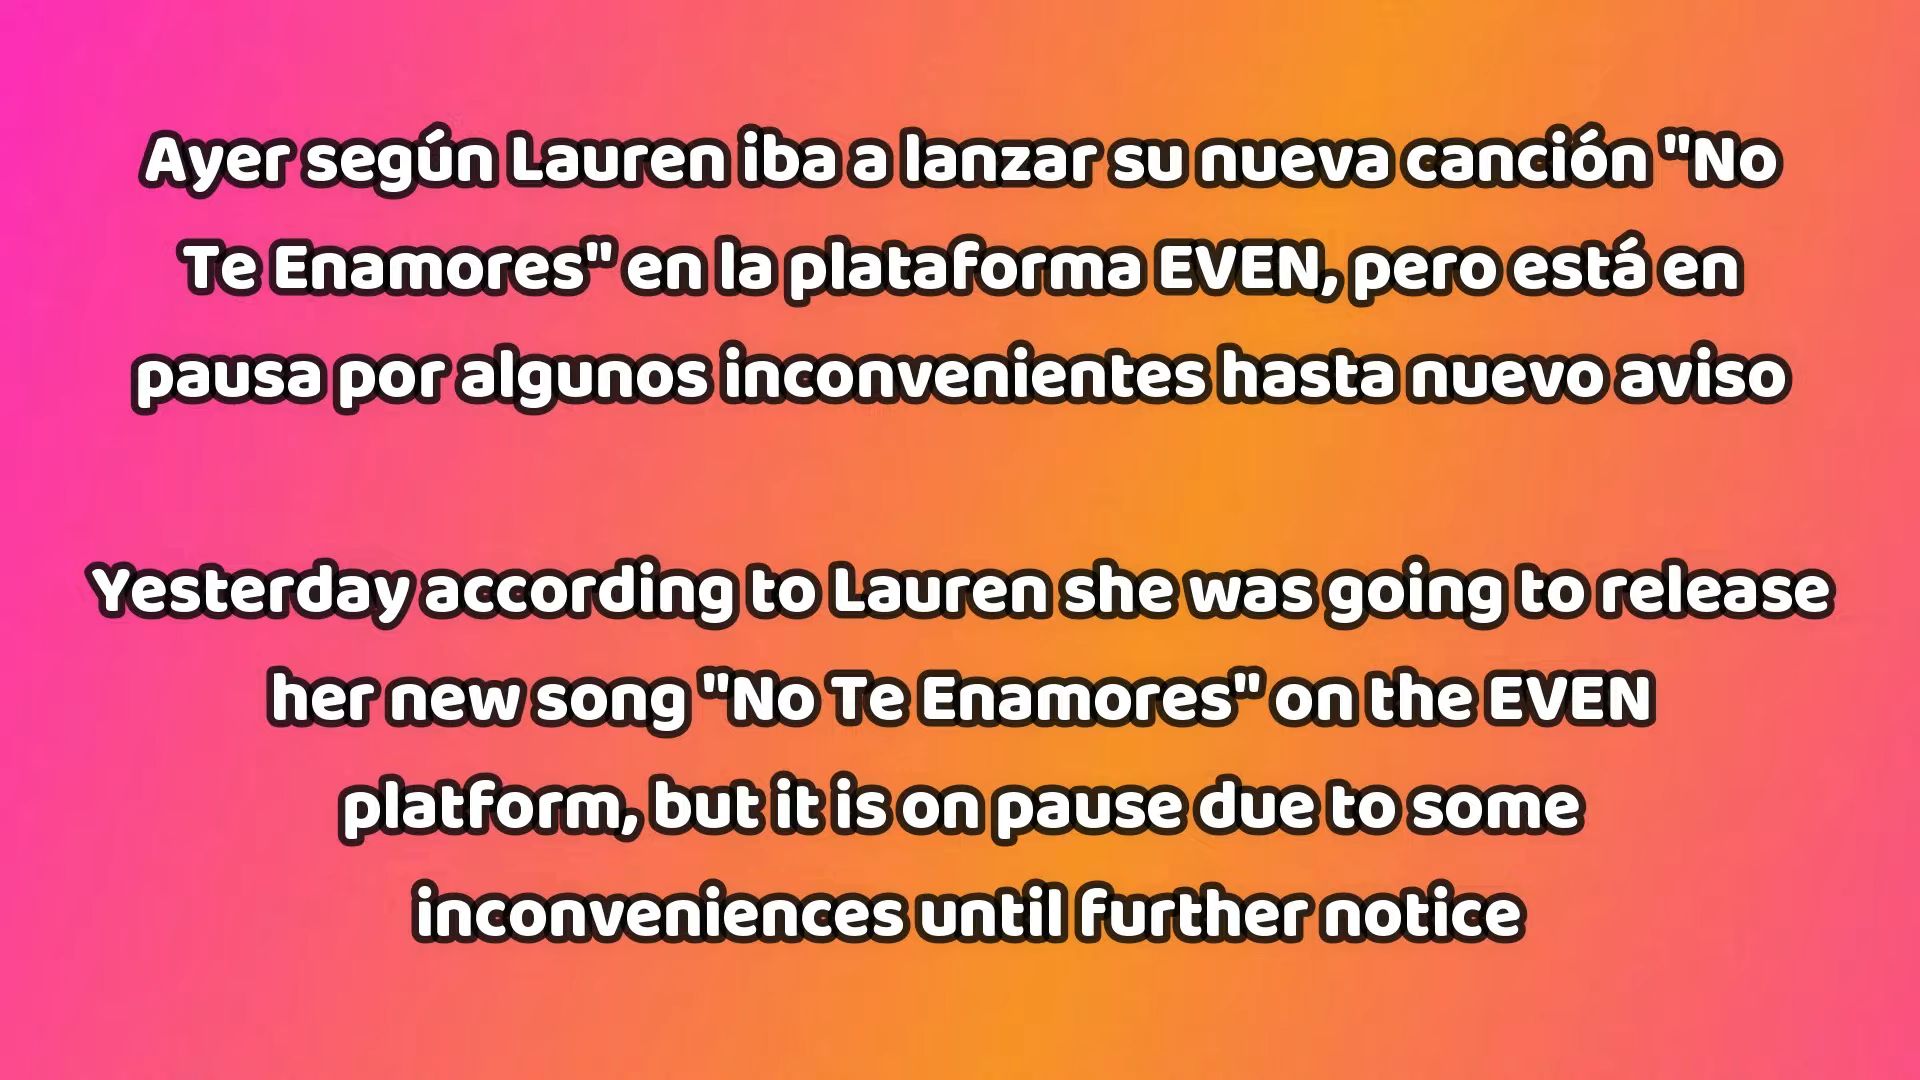 Ayer según Lauren iba a lanzar su nueva canción "No
Te Enamores" en la plataforma EVEN, pero está en
pausa por algunos inconvenientes hasta nuevo aviso
Yesterday according to Lauren she was going to release
her new song "No Te Enamores" on the EVEN
platform, but it is on pause due to some
inconveniences until further notice